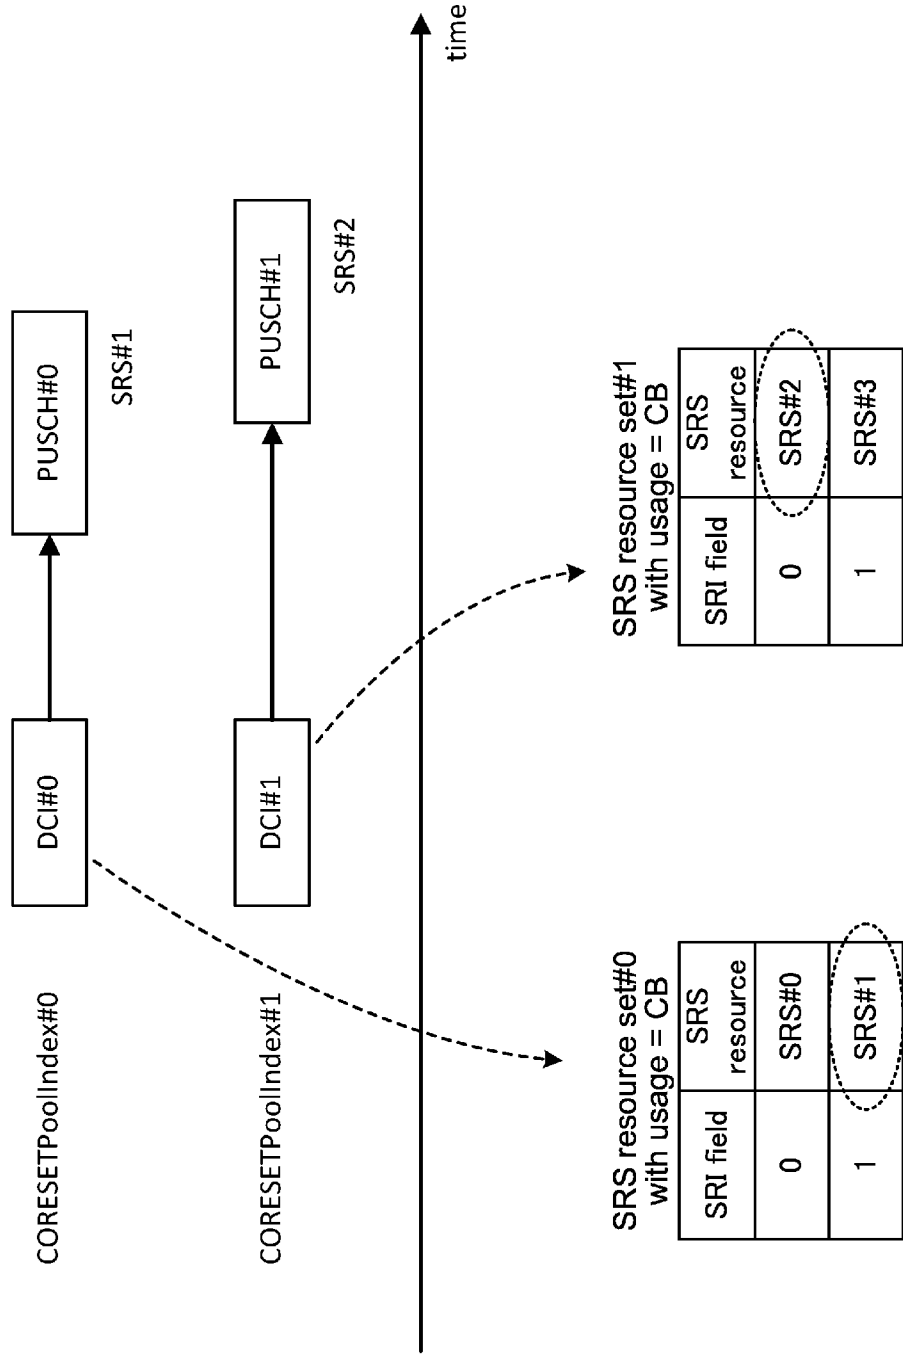 CORESETPoolIndex#0
DCI#0
PUSCH#0
SRS#1
CORESETPoolIndex#1
DCI#1
PUSCH#1
SRS#2
time
SRS resource set#0
with usage = CB
SRI field
SRS
resource
0
SRS#0
1
SRS#1
SRS resource set#1
with usage = CB
SRI field
SRS
resource
0
SRS#2
1
SRS#3